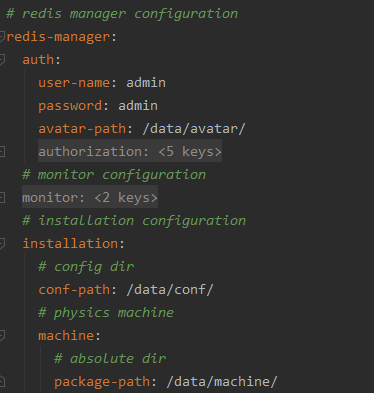 # redis manager configuration
redis-manager:
auth:
user-name: admin
password: admin
avatar-path: /data/avatar/
authorization: <5 keys>
# monitor configuration
monitor: <2 keys>
# installation configuration
installation:
# config dir
conf-path: /data/conf/
# physics machine
machine:
# absolute dir
package-path: /data/machine/